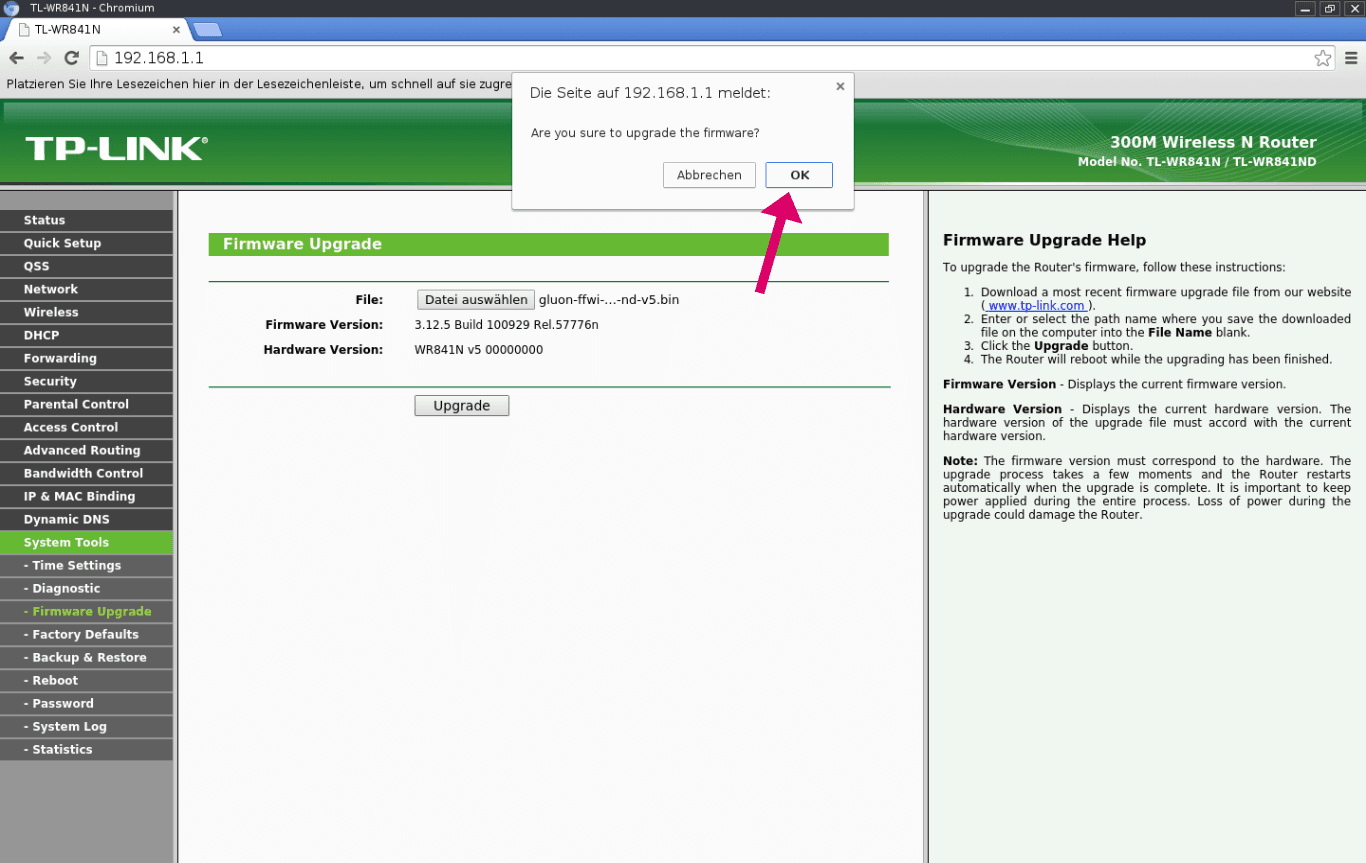 TL-WR841N - Chromium
TL-WR841N
192.168.1.1
Platzieren Sie Ihre Lesezeichen hier in der Lesezeichenleiste, um schnell auf sie zugre
Die Seite auf 192.168.1.1 meldet:
Are you sure to upgrade the firmware?
Abbrechen
OK
TP-LINK®
300M Wireless N Router
Model No. TL-WR841N / TL-WR841ND
Status
Quick Setup
QSS
Network
Wireless
DHCP
Forwarding
Security
Parental Control
Access Control
Advanced Routing
Bandwidth Control
IP & MAC Binding
Dynamic DNS
System Tools
- Time Settings
- Diagnostic
- Firmware Upgrade
- Factory Defaults
- Backup & Restore
- Reboot
- Password
- System Log
- Statistics
Firmware Upgrade
File: Datei auswählen gluon-ffwi-...-nd-v5.bin
Firmware Version: 3.12.5 Build 100929 Rel.57776n
Hardware Version: WR841N v5 00000000
Upgrade
Firmware Upgrade Help
To upgrade the Router's firmware, follow these instructions:
1. Download a most recent firmware upgrade file from our website
( www.tp-link.com ).
2. Enter or select the path name where you save the downloaded
file on the computer into the File Name blank.
3. Click the Upgrade button.
4. The Router will reboot while the upgrading has been finished.
Firmware Version - Displays the current firmware version.
Hardware Version - Displays the current hardware version. The
hardware version of the upgrade file must accord with the current
hardware version.
Note: The firmware version must correspond to the hardware. The
upgrade process takes a few moments and the Router restarts
automatically when the upgrade is complete. It is important to keep
power applied during the entire process. Loss of power during the
upgrade could damage the Router.